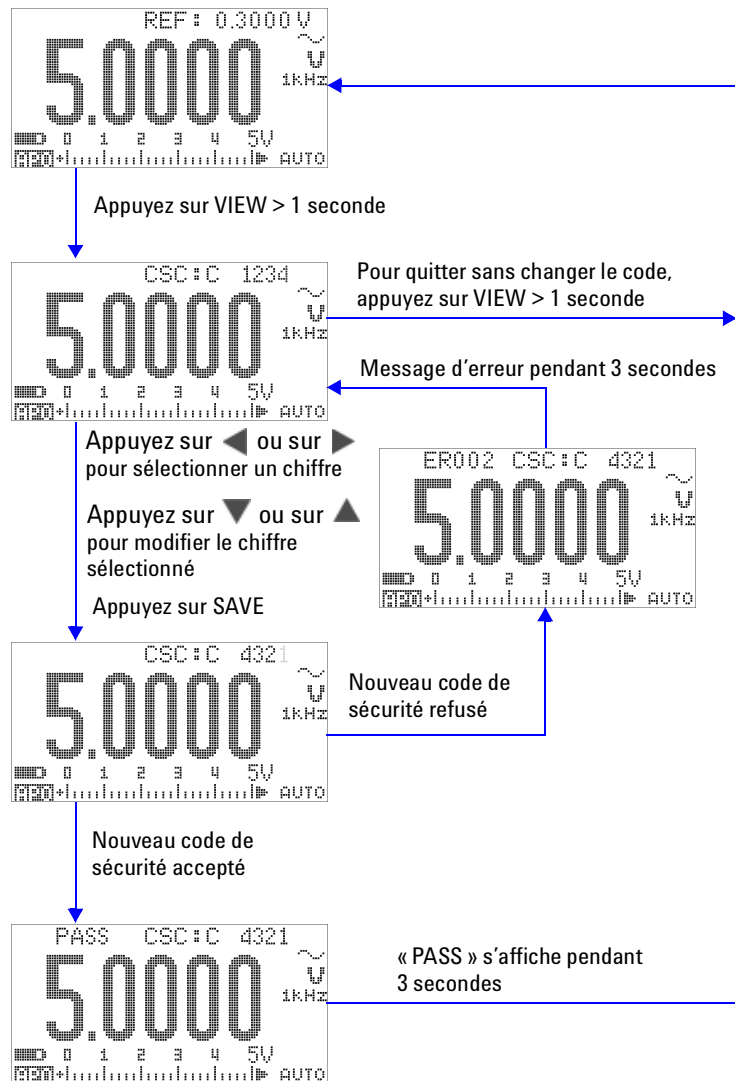 REF: 0.3000 V
5.0000
V
1kHz
0 1 2 3 4 5V
APO AUTO
Appuyez sur VIEW > 1 seconde
CSC:C 1234
5.0000
V
1kHz
0 1 2 3 4 5V
APO AUTO
Pour quitter sans changer le code,
appuyez sur VIEW > 1 seconde
Message d'erreur pendant 3 secondes
Appuyez sur ◀ ou sur ▶
pour sélectionner un chiffre
Appuyez sur ▼ ou sur ▲
pour modifier le chiffre
sélectionné
Appuyez sur SAVE
ER002 CSC:C 4321
5.0000
V
1kHz
0 1 2 3 4 5V
APO AUTO
CSC:C 4321
5.0000
V
1kHz
0 1 2 3 4 5V
APO AUTO
Nouveau code de
sécurité refusé
Nouveau code de
sécurité accepté
PASS CSC:C 4321
5.0000
V
1kHz
0 1 2 3 4 5V
APO AUTO
« PASS » s'affiche pendant
3 secondes